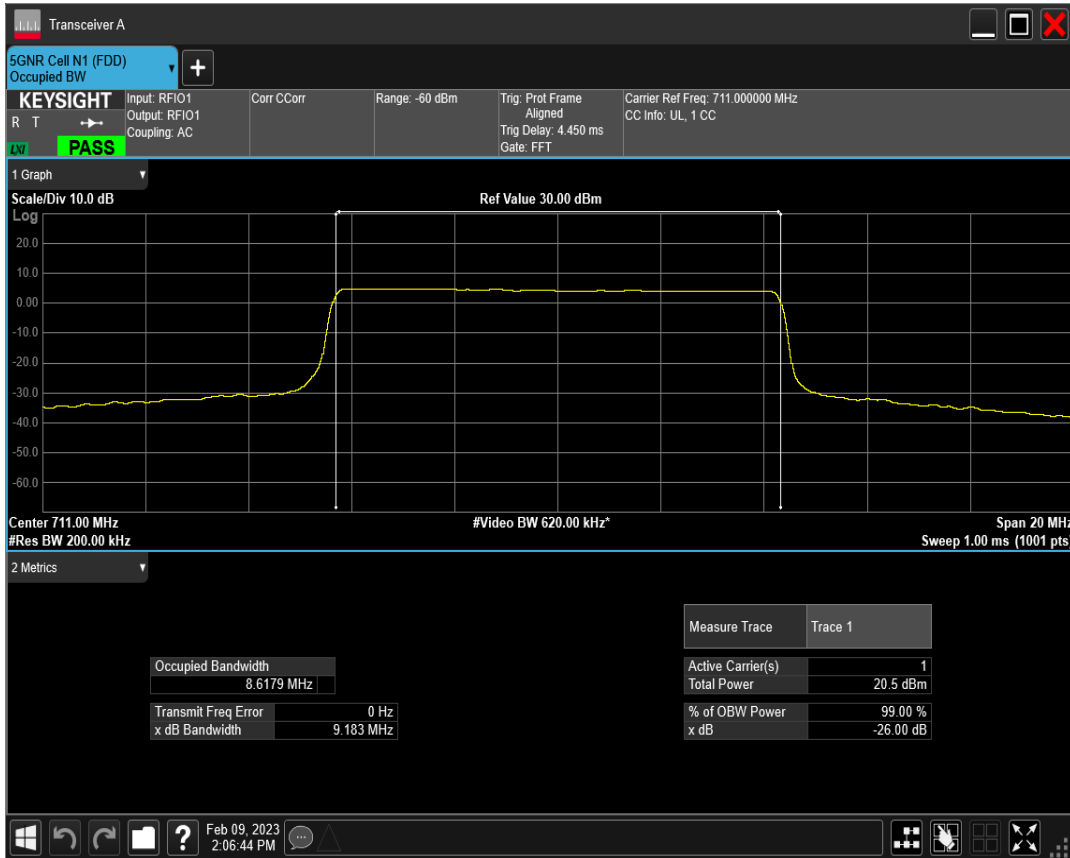 Transceiver A
5GNR Cell N1 (FDD)
Occupied BW
+
KEYSIGHT
R T
LXI
PASS
Input: RFIO1
Output: RFIO1
Coupling: AC
Corr CCorr
Range: -60 dBm
Trig: Prot Frame
Aligned
Trig Delay: 4.450 ms
Gate: FFT
Carrier Ref Freq: 711.000000 MHz
CC Info: UL, 1 CC
1 Graph
Scale/Div 10.0 dB
Ref Value 30.00 dBm
Log
20.0
10.0
0.00
-10.0
-20.0
-30.0
-40.0
-50.0
-60.0
Center 711.00 MHz
#Video BW 620.00 kHz*
Span 20 MHz
#Res BW 200.00 kHz
Sweep 1.00 ms (1001 pts)
2 Metrics
Measure Trace Trace 1
Occupied Bandwidth
8.6179 MHz
Active Carrier(s) 1
Total Power 20.5 dBm
Transmit Freq Error 0 Hz
x dB Bandwidth 9.183 MHz
% of OBW Power 99.00 %
x dB -26.00 dB
?
Feb 09, 2023
2:06:44 PM